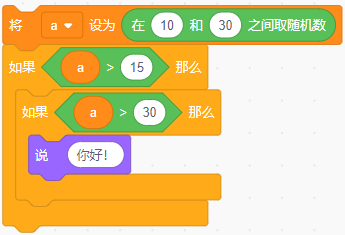 将 a 设为 在 10 和 30 之间取随机数
如果 a > 15 那么
如果 a > 30 那么
说 你好!